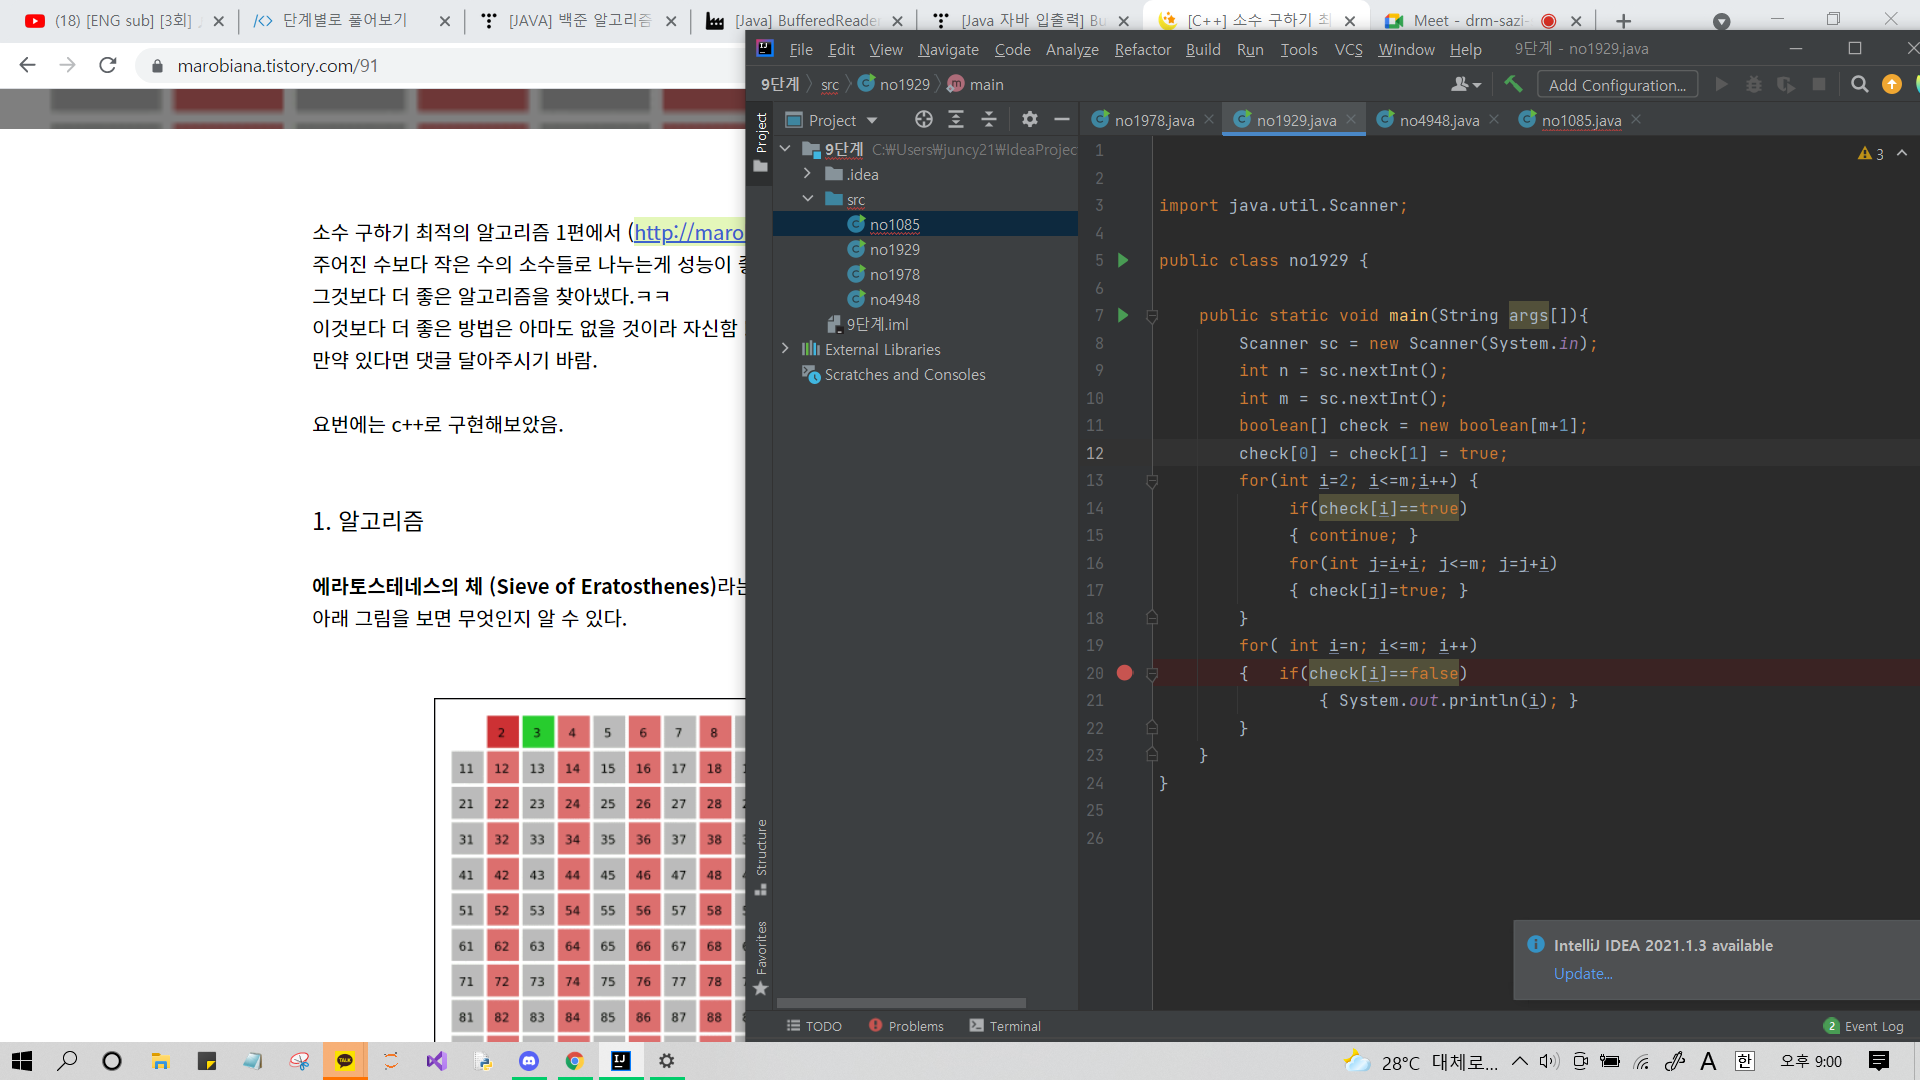 (18) [ENG sub] [3회]
단계별로 풀어보기
[JAVA] 백준 알고리즘
[Java] BufferedReade
[Java 자바 입출력] Bu
[C++] 소수 구하기 최
Meet - drm-sazi-
marobiana.tistory.com/91
소수 구하기 최적의 알고리즘 1편에서 (http://maro
주어진 수보다 작은 수의 소수들로 나누는게 성능이
그것보다 더 좋은 알고리즘을 찾아냈다.ㅋㅋ
이것보다 더 좋은 방법은 아마도 없을 것이라 자신함
만약 있다면 댓글 달아주시기 바람.
요번에는 c++로 구현해보았음.
1. 알고리즘
에라토스테네스의 체 (Sieve of Eratosthenes)라는
아래 그림을 보면 무엇인지 알 수 있다.
2 3 4 5 6 7 8
11 12 13 14 15 16 17 18
21 22 23 24 25 26 27 28
31 32 33 34 35 36 37 38
41 42 43 44 45 46 47 48
51 52 53 54 55 56 57 58
61 62 63 64 65 66 67 68
71 72 73 74 75 76 77 78
81 82 83 84 85 86 87 88
File Edit View Navigate Code Analyze Refactor Build Run Tools VCS Window Help 9단계 - no1929.java
9단계 src no1929 main
Add Configuration...
Project
Project
no1978.java no1929.java no4948.java no1085.java
9단계 C:₩Users₩juncy21₩IdeaProjec
.idea
src
no1085
no1929
no1978
no4948
9단계.iml
External Libraries
Scratches and Consoles
Structure
Favorites
3
1
2
3 import java.util.Scanner;
4
5 public class no1929 {
6
7 public static void main(String args[]){
8 Scanner sc = new Scanner(System.in);
9 int n = sc.nextInt();
10 int m = sc.nextInt();
11 boolean[] check = new boolean[m+1];
12 check[0] = check[1] = true;
13 for(int i=2; i<=m;i++) {
14 if(check[i]==true)
15 { continue; }
16 for(int j=i+i; j<=m; j=j+i)
17 { check[j]=true; }
18 }
19 for( int i=n; i<=m; i++)
20 { if(check[i]==false)
21 { System.out.println(i); }
22 }
23 }
24 }
25
26
IntelliJ IDEA 2021.1.3 available
Update...
TODO Problems Terminal
2 Event Log
TALK
28°C 대체로...
A 한 오후 9:00